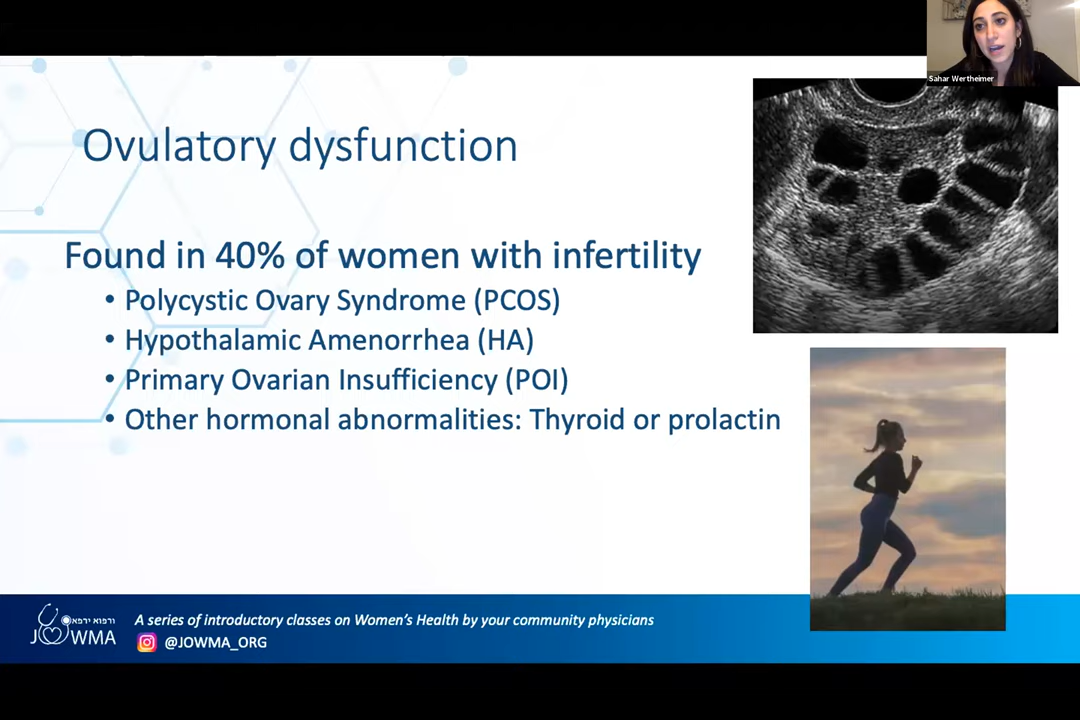 Sahar Wertheimer
Ovulatory dysfunction
Found in 40% of women with infertility
• Polycystic Ovary Syndrome (PCOS)
• Hypothalamic Amenorrhea (HA)
• Primary Ovarian Insufficiency (POI)
• Other hormonal abnormalities: Thyroid or prolactin
ורפוא ירפא
JOWMA
A series of introductory classes on Women's Health by your community physicians
@JOWMA_ORG